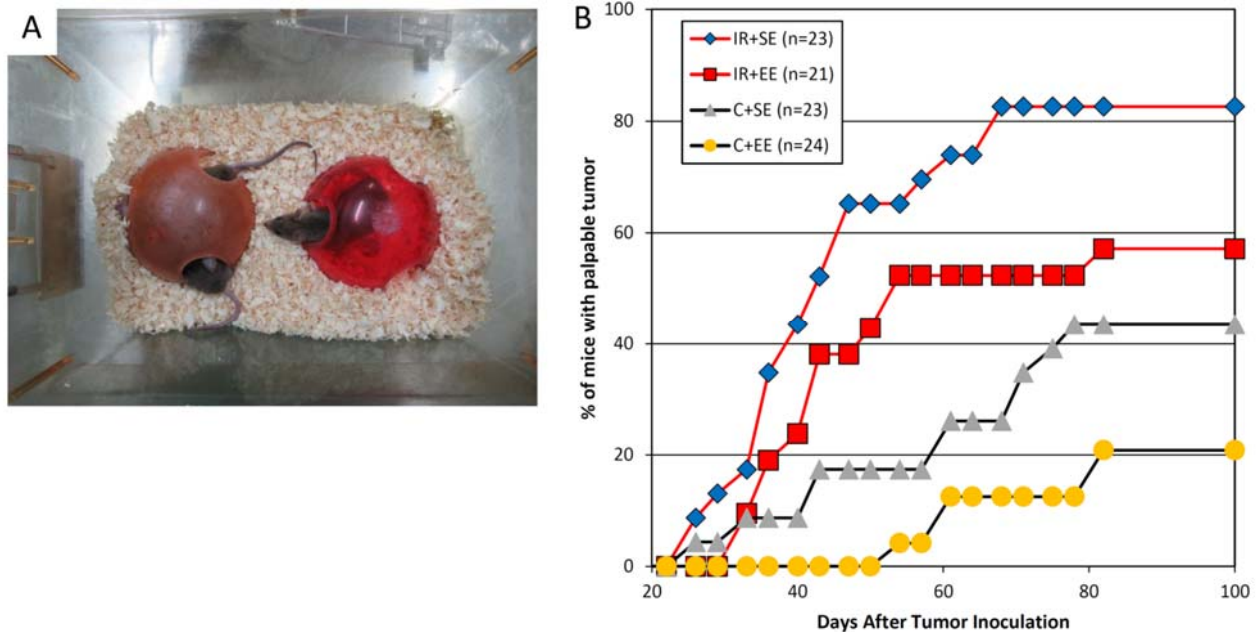 A
B
100
80
60
40
20
0
% of mice with palpable tumor
IR+SE (n=23)
IR+EE (n=21)
C+SE (n=23)
C+EE (n=24)
20 40 60 80 100
Days After Tumor Inoculation